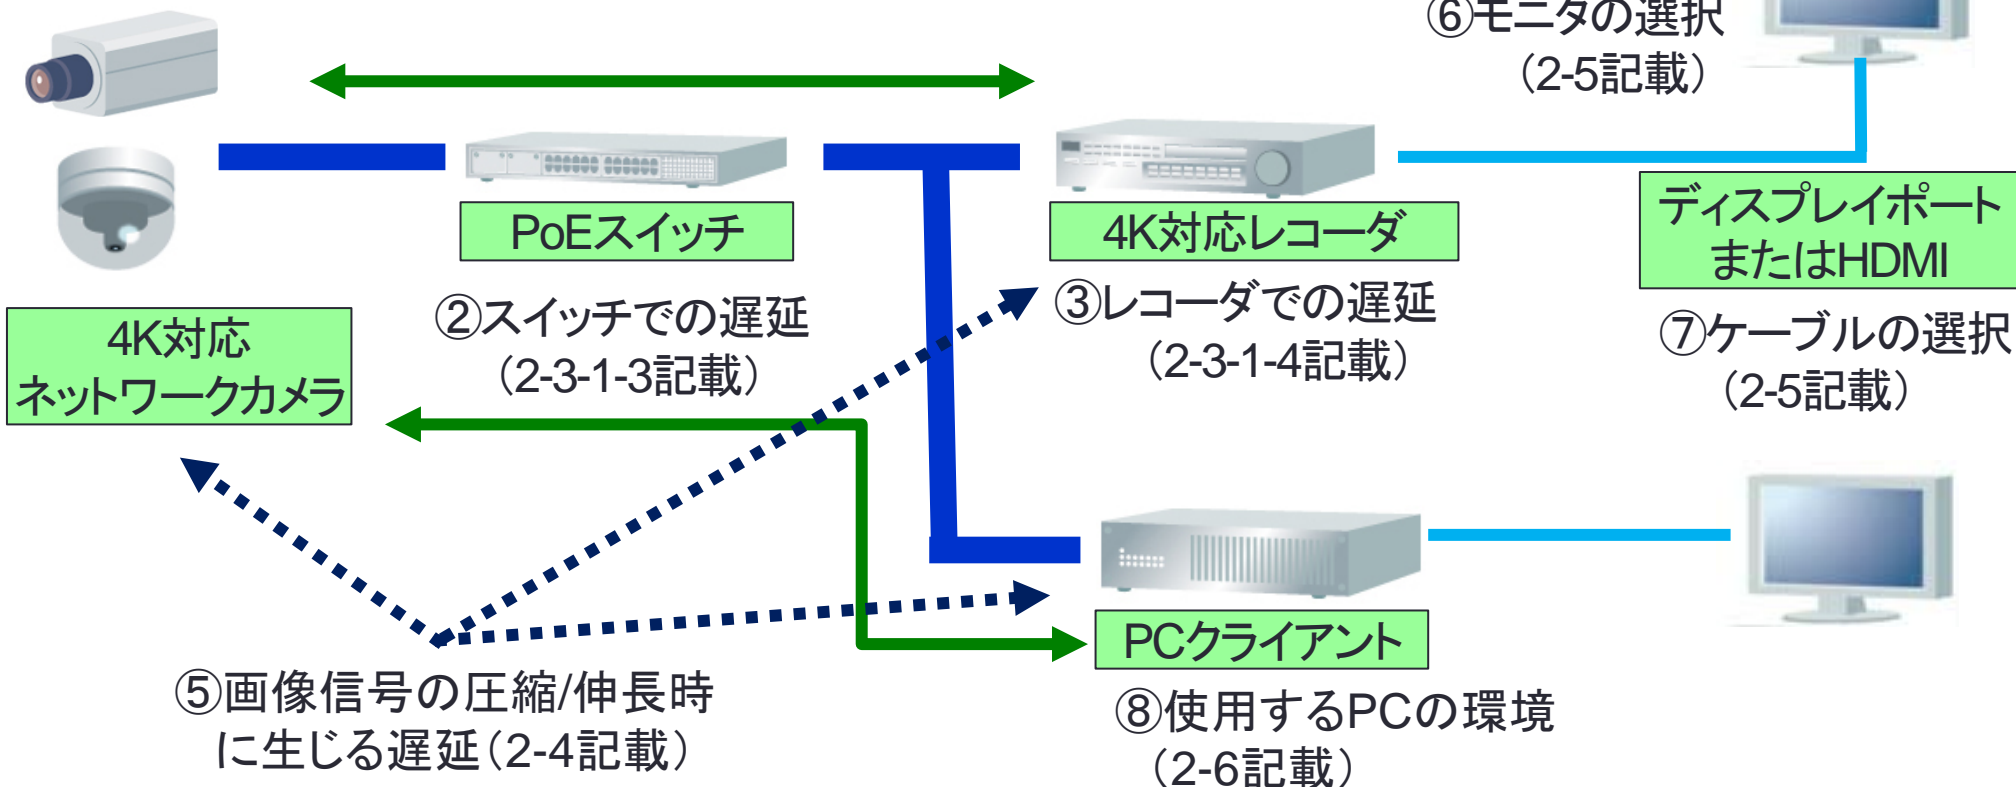 ⑥モニタの選択
（2-5記載）
PoEスイッチ
4K対応レコーダ
ディスプレイポート
またはHDMI
②スイッチでの遅延
（2-3-1-3記載）
③レコーダでの遅延
（2-3-1-4記載）
⑦ケーブルの選択
（2-5記載）
4K対応
ネットワークカメラ
PCクライアント
⑤画像信号の圧縮/伸長時
に生じる遅延（2-4記載）
⑧使用するPCの環境
（2-6記載）